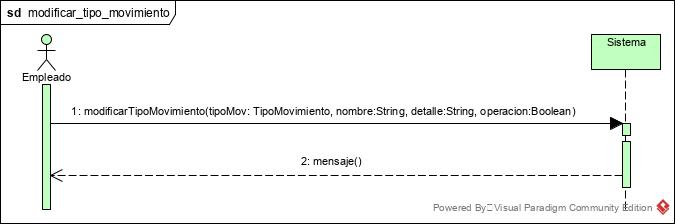 sd modificar_tipo_movimiento
Empleado
Sistema
1: modificarTipoMovimiento(tipoMov: TipoMovimiento, nombre:String, detalle:String, operacion:Boolean)
2: mensaje()
Powered By Visual Paradigm Community Edition